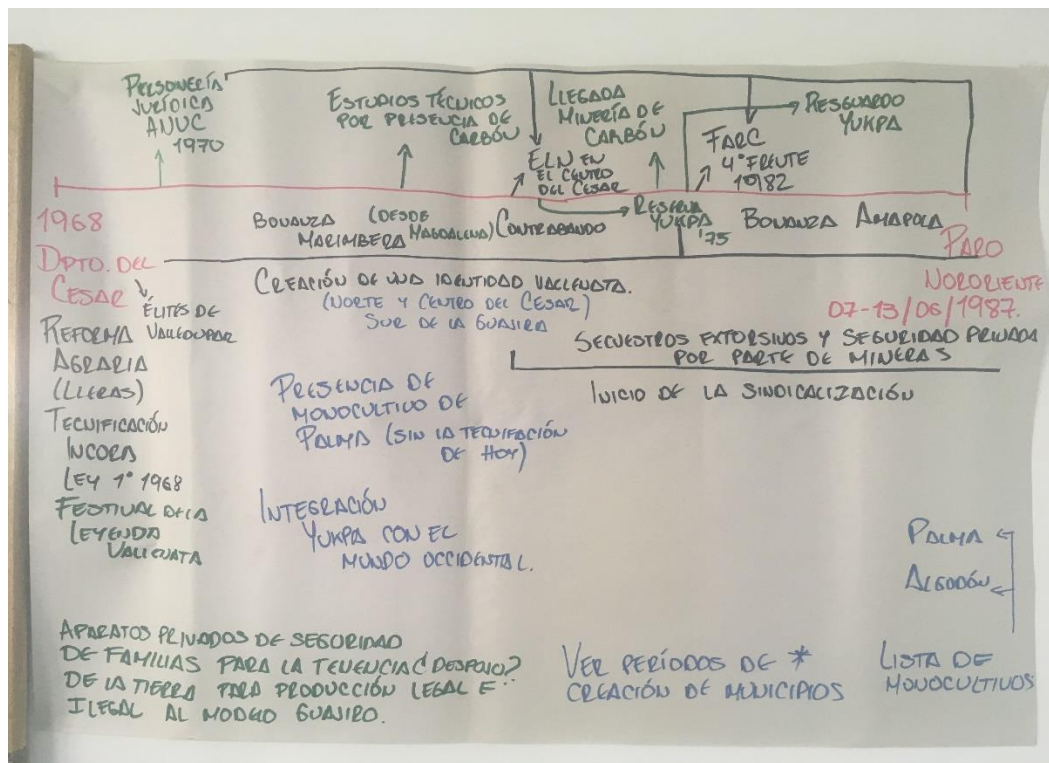 PERSONERÍA
JURÍDICA
ANUC
1970
ESTUDIOS TÉCNICOS
POR PRESENCIA DE
CARBÓN
LLEGADA
MINERÍA DE
CARBÓN
RESGUARDO
YUKPA
FARC
4° FRENTE
1982
ELN EN
EL CENTRO
DEL CESAR
1968
DPTO. DEL
CESAR
ÉLITES DE
VALLEDUPAR
BONANZA
MARIMBERA
(DESDE
MAGDALENA)
CONTRABANDO
RESERVA
YUKPA
'75
BONANZA AMAPOLA
PARO
NORORIENTE
07-13/06/1987.
CREACIÓN DE UNA IDENTIDAD VALLENATA.
(NORTE Y CENTRO DEL CESAR)
SUR DE LA GUAJIRA
SECUESTROS EXTORSIVOS Y SEGURIDAD PRIVADA
POR PARTE DE MINERAS
INICIO DE LA SINDICALIZACIÓN
REFORMA
AGRARIA
(LLERAS)
TECNIFICACIÓN
INCORA
LEY 1° 1968
FESTIVAL DE LA
LEYENDA
VALLENATA
PRESENCIA DE
MONOCULTIVO DE
PALMA (SIN LA TECNIFACIÓN
DE HOY)
INTEGRACIÓN
YUKPA CON EL
MUNDO OCCIDENTAL.
PALMA
ALGODÓN
LISTA DE
MONOCULTIVOS
VER PERÍODOS DE *
CREACIÓN DE MUNICIPIOS
APARATOS PRIVADOS DE SEGURIDAD
DE FAMILIAS PARA LA TENENCIA ¿DESPOJO?
DE LA TIERRA PARA PRODUCCIÓN LEGAL E
ILEGAL AL MODELO GUAJIRO.